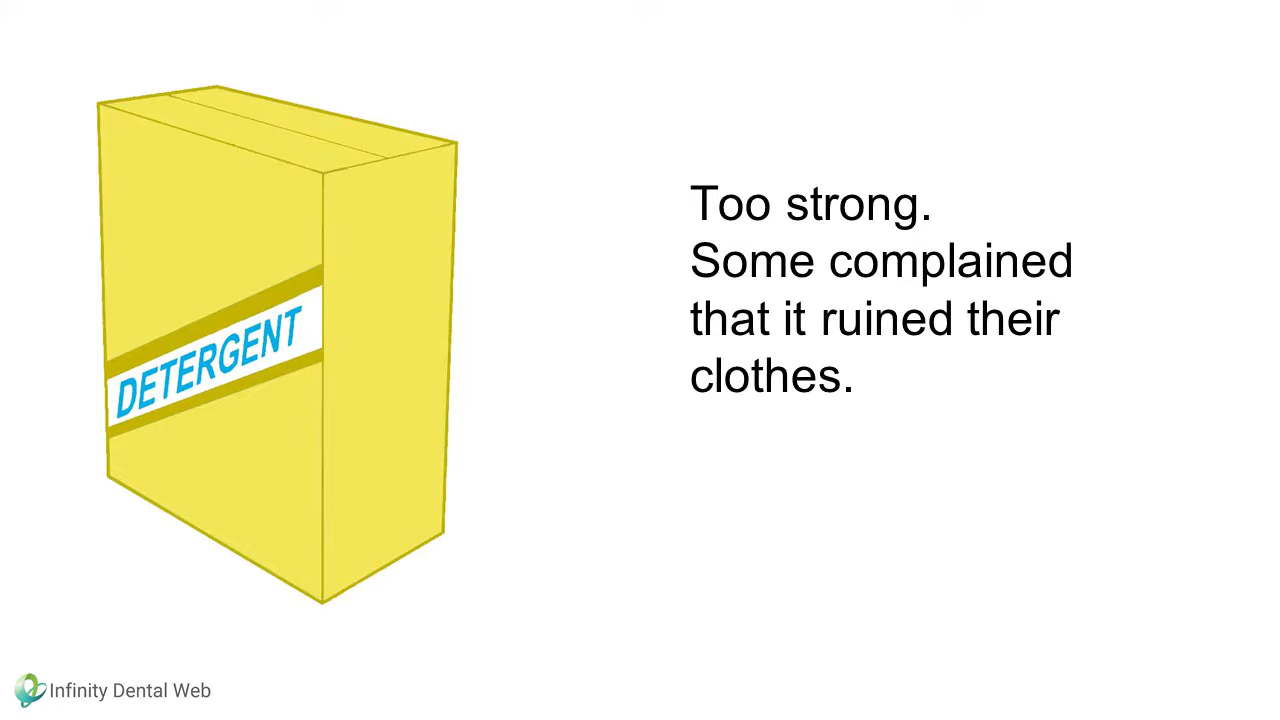 Too strong.
Some complained
that it ruined their
clothes.
DETERGENT
Infinity Dental Web